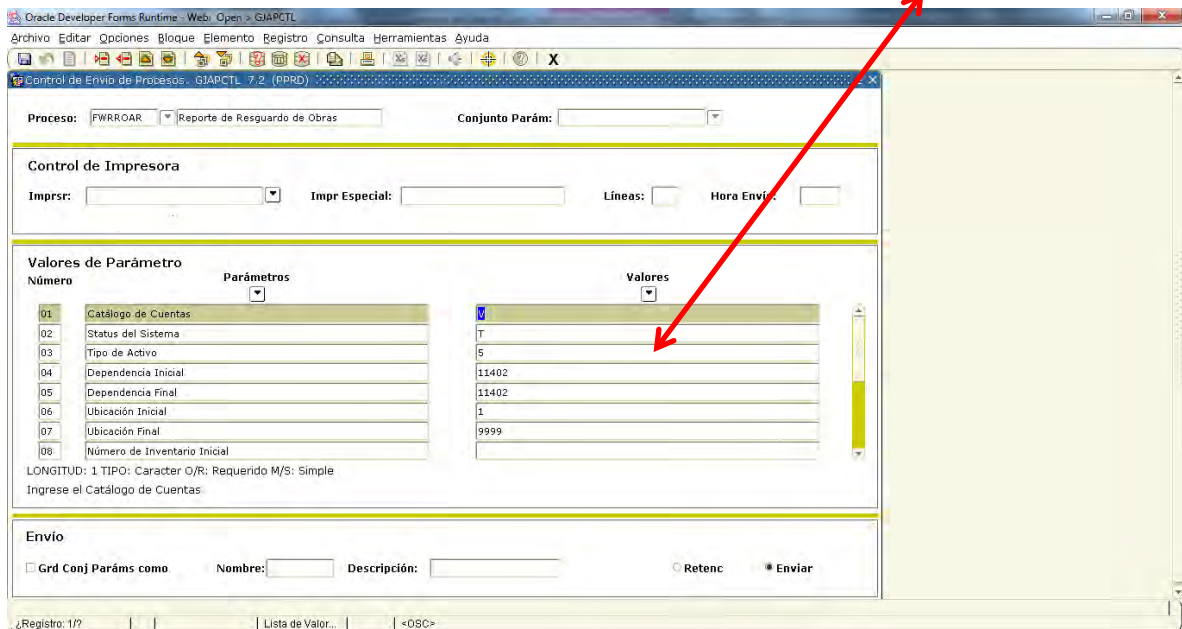 Oracle Developer Forms Runtime - Web: Open > GJAPCTL
Archivo Editar Opciones Bloque Elemento Registro Consulta Herramientas Ayuda
X
Control de Envío de Procesos. GJAPCTL 7.2 (PPRD)
Proceso: FWRROAR Reporte de Resguardo de Obras Conjunto Parám:
Control de Impresora
Imprsr: Impr Especial: Líneas: Hora Envío:
Valores de Parámetro
Número Parámetros Valores
01 Catálogo de Cuentas V
02 Status del Sistema T
03 Tipo de Activo 5
04 Dependencia Inicial 11402
05 Dependencia Final 11402
06 Ubicación Inicial 1
07 Ubicación Final 9999
08 Número de Inventario Inicial
LONGITUD: 1 TIPO: Caracter O/R: Requerido M/S: Simple
Ingrese el Catálogo de Cuentas
Envío
Grd Conj Paráms como Nombre: Descripción: Retenc Enviar
¿Registro: 1/? Lista de Valor... <OSC>